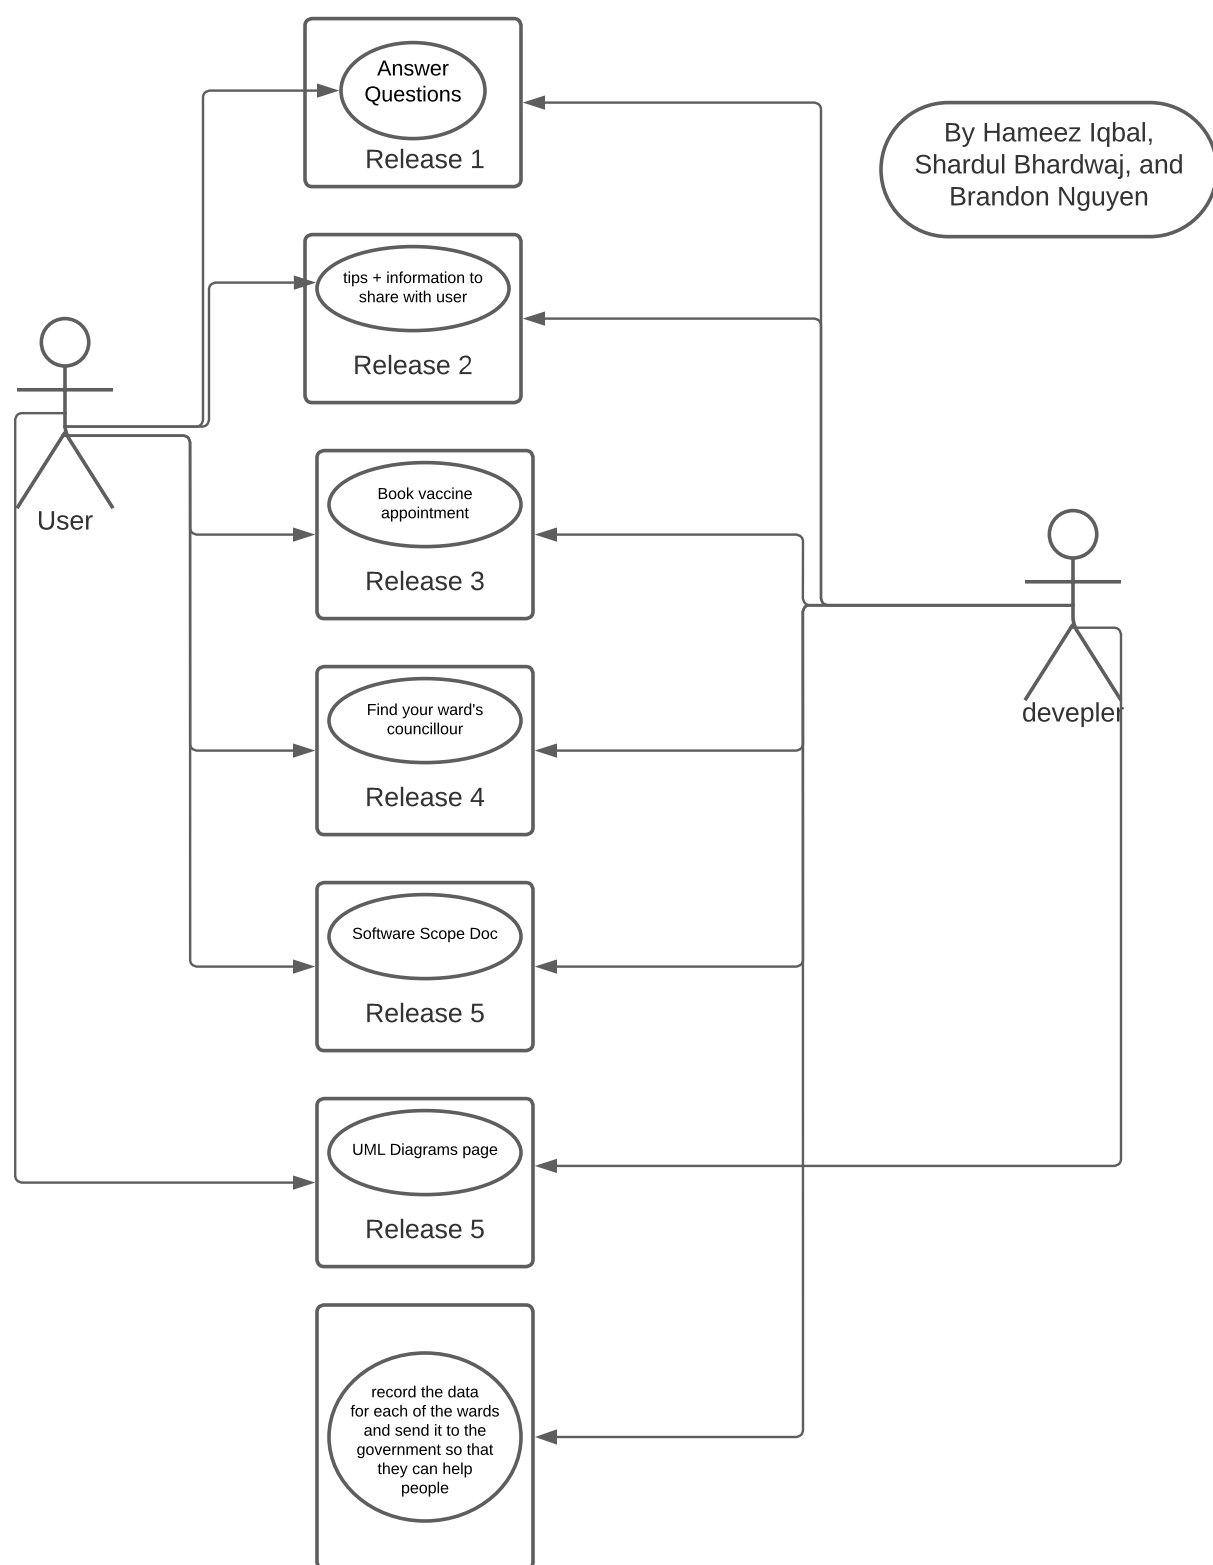 Answer
Questions
Release 1
By Hameez Iqbal,
Shardul Bhardwaj, and
Brandon Nguyen
tips + information to
share with user
Release 2
User
Book vaccine
appointment
Release 3
devepler
Find your ward's
councillour
Release 4
Software Scope Doc
Release 5
UML Diagrams page
Release 5
record the data
for each of the wards
and send it to the
government so that
they can help
people